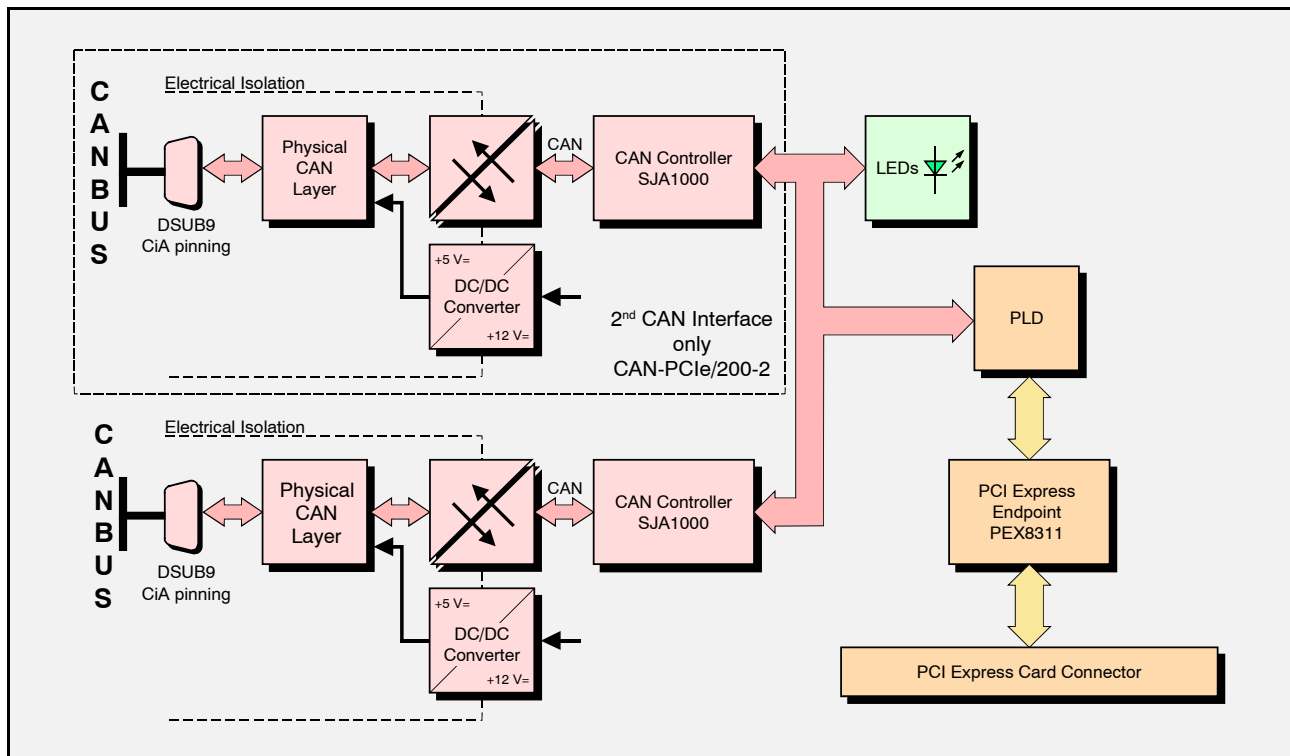 CANBUS
Electrical Isolation
DSUB9
CiA pinning
Physical
CAN
Layer
CAN
CAN Controller
SJA1000
+5 V=
DC/DC
Converter
+12 V=
2nd CAN Interface
only
CAN-PCIe/200-2
LEDs
PLD
CANBUS
Electrical Isolation
DSUB9
CiA pinning
Physical
CAN
Layer
CAN
CAN Controller
SJA1000
+5 V=
DC/DC
Converter
+12 V=
PCI Express
Endpoint
PEX8311
PCI Express Card Connector